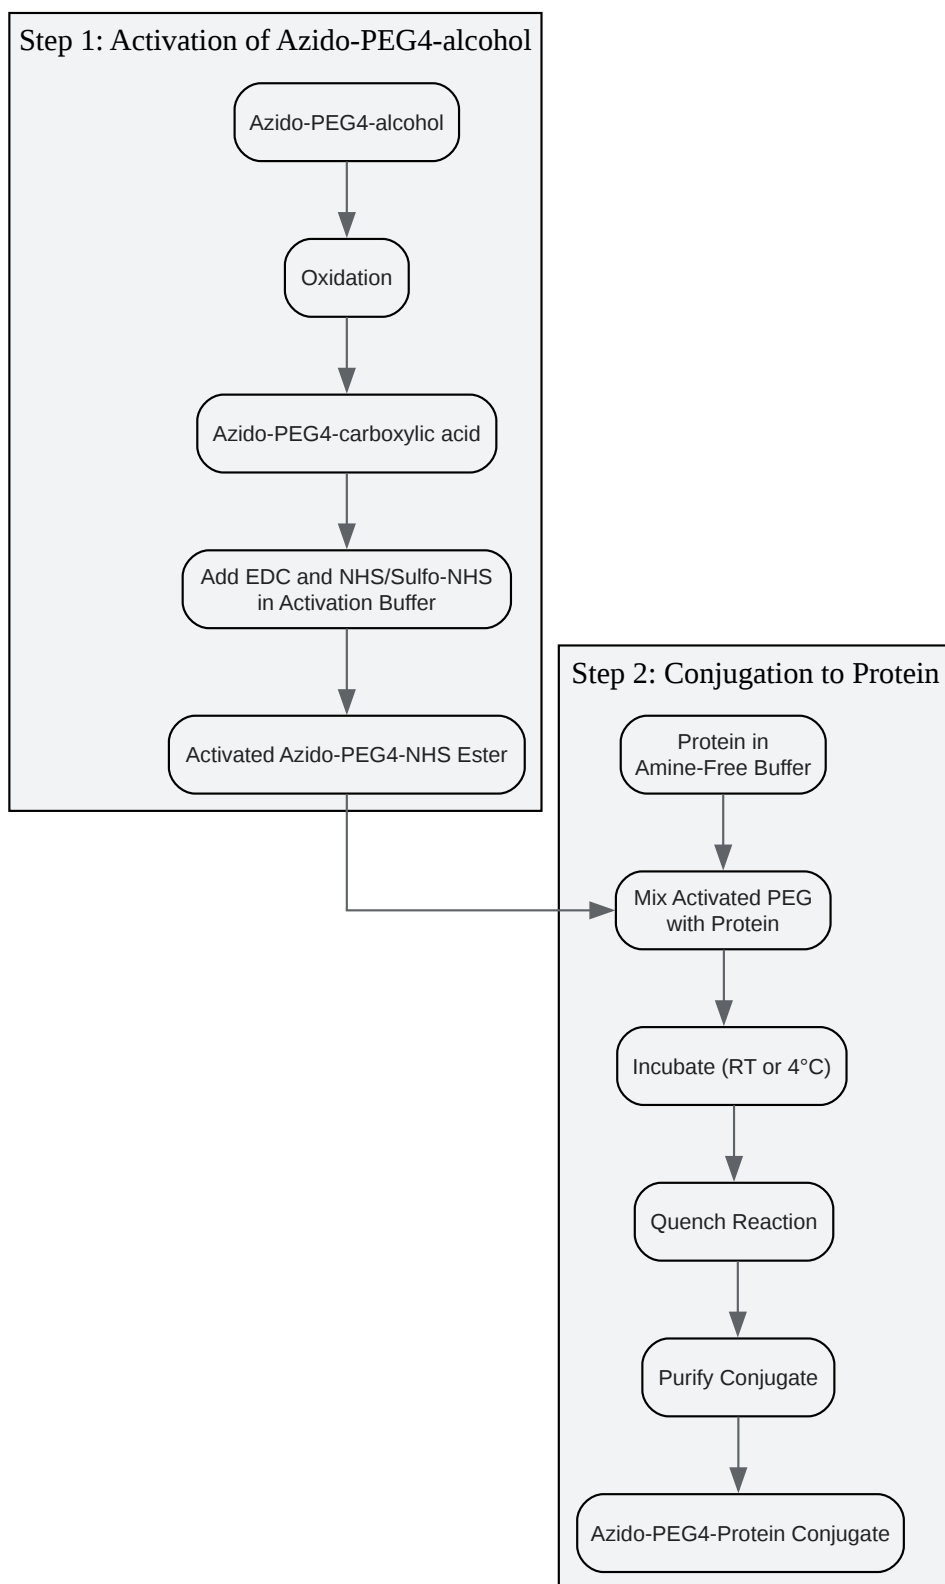 Step 1: Activation of Azido-PEG4-alcohol
Azido-PEG4-alcohol
Oxidation
Azido-PEG4-carboxylic acid
Add EDC and NHS/Sulfo-NHS
in Activation Buffer
Activated Azido-PEG4-NHS Ester
Step 2: Conjugation to Protein
Protein in
Amine-Free Buffer
Mix Activated PEG
with Protein
Incubate (RT or 4°C)
Quench Reaction
Purify Conjugate
Azido-PEG4-Protein Conjugate